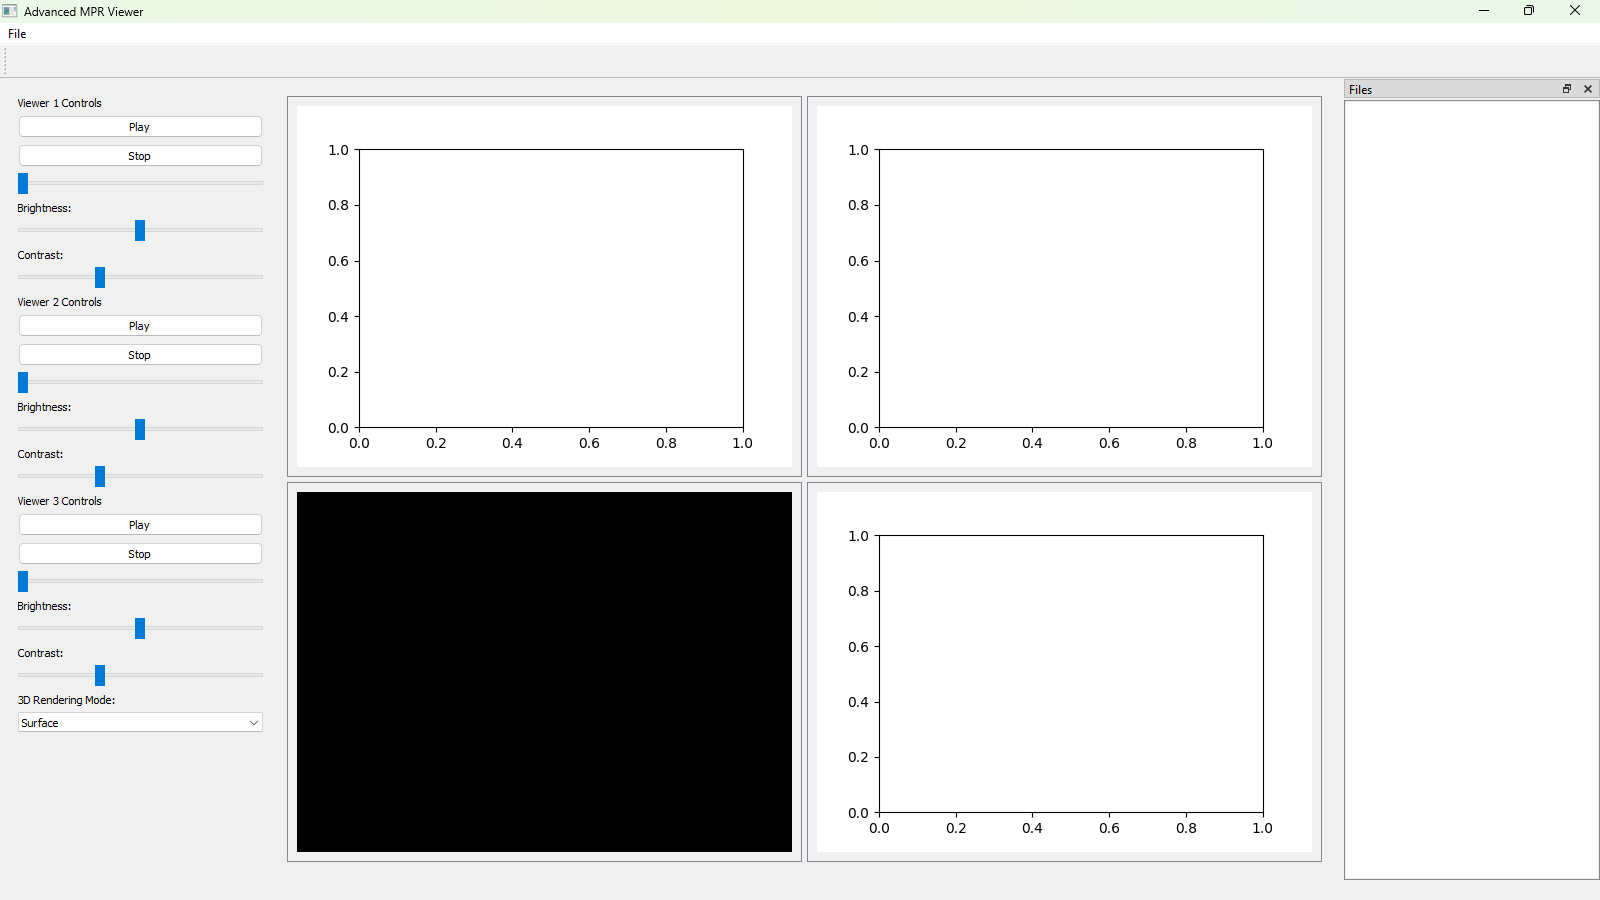 Advanced MPR Viewer
File
Viewer 1 Controls
Play
Stop
Brightness:
Contrast:
Viewer 2 Controls
Play
Stop
Brightness:
Contrast:
Viewer 3 Controls
Play
Stop
Brightness:
Contrast:
3D Rendering Mode:
Surface
1.0
0.8
0.6
0.4
0.2
0.0
0.0 0.2 0.4 0.6 0.8 1.0
1.0
0.8
0.6
0.4
0.2
0.0
0.0 0.2 0.4 0.6 0.8 1.0
1.0
0.8
0.6
0.4
0.2
0.0
0.0 0.2 0.4 0.6 0.8 1.0
Files